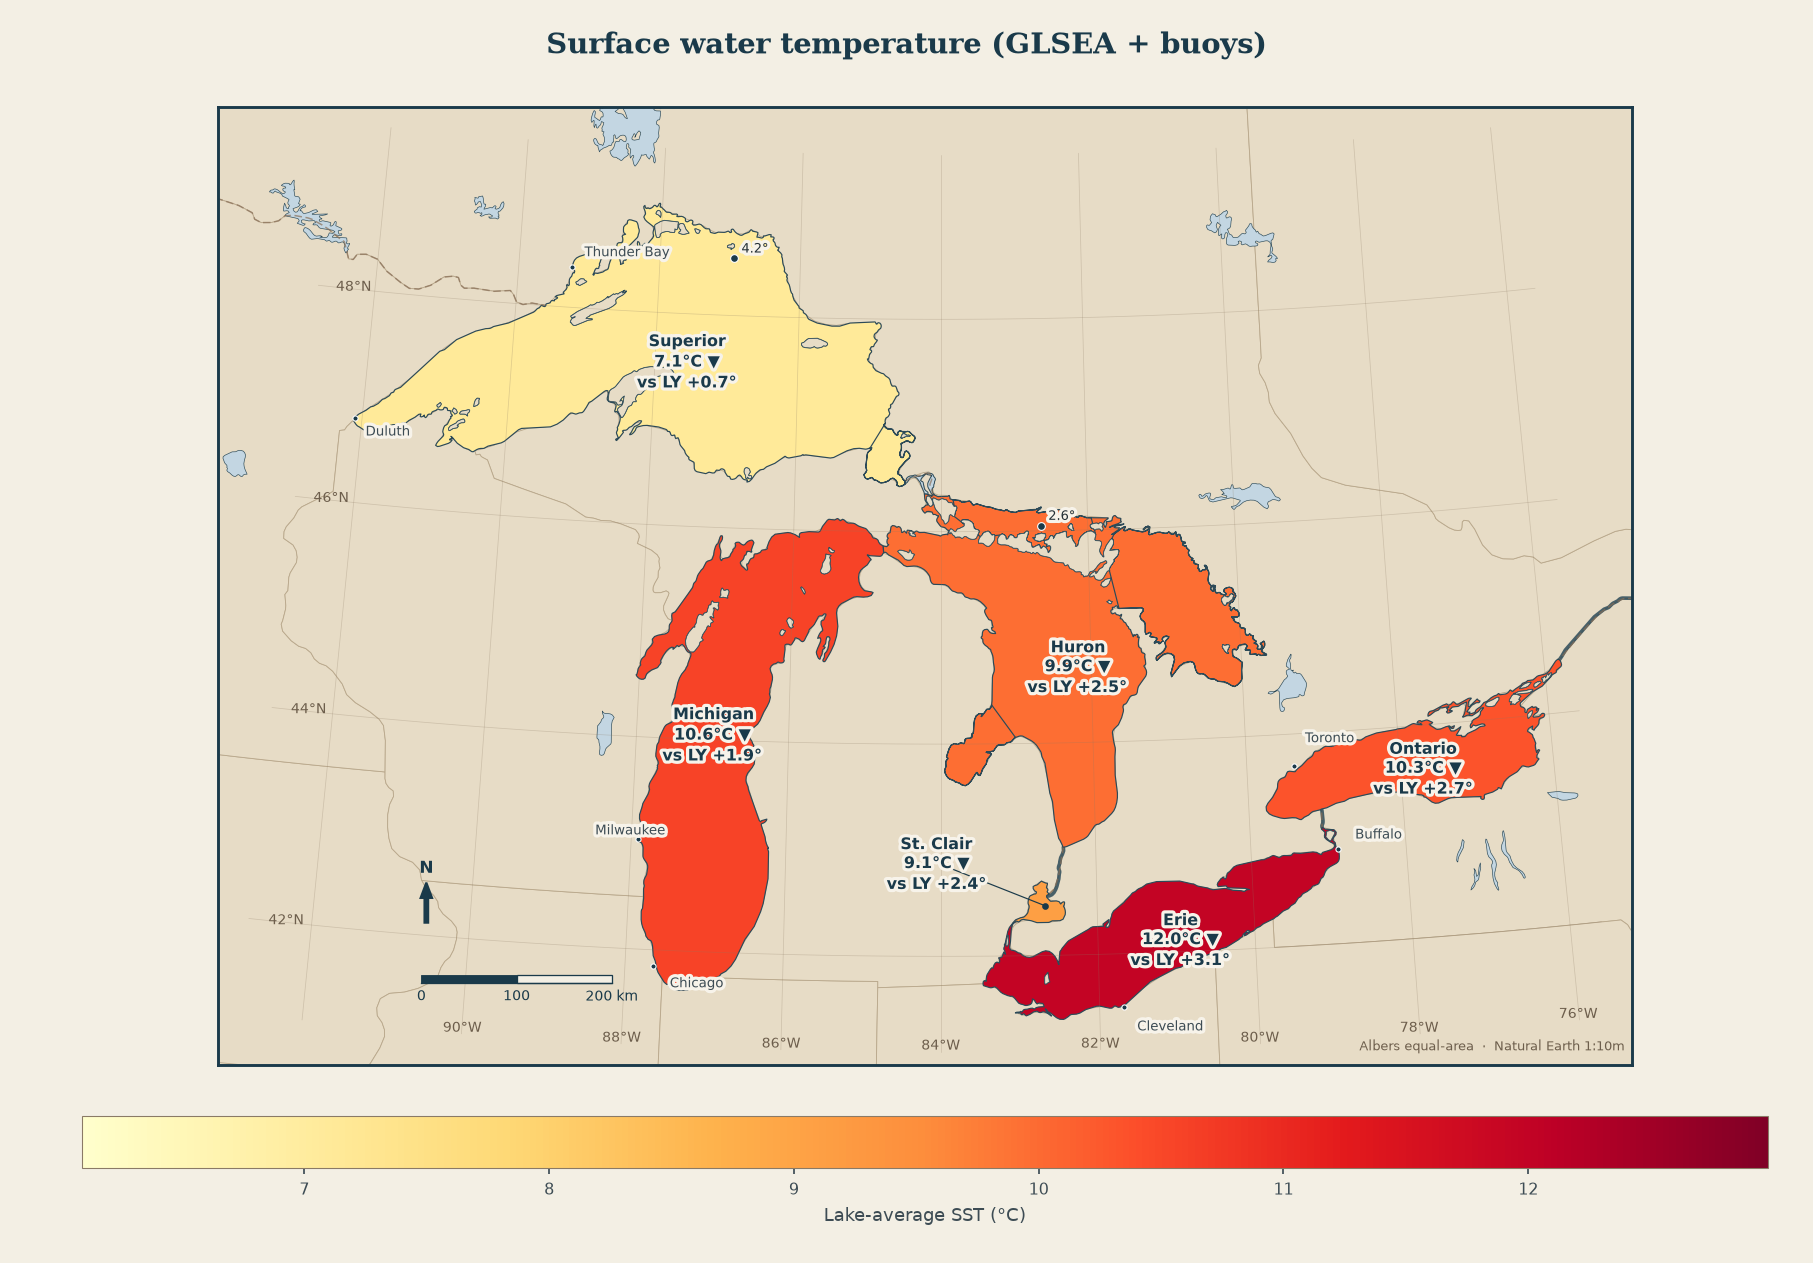 Surface water temperature (GLSEA + buoys)
Thunder Bay
4.2°
48°N
Superior
7.1°C ▼
vs LY +0.7°
Duluth
46°N
2.6°
Huron
9.9°C ▼
vs LY +2.5°
44°N
Michigan
10.6°C ▼
vs LY +1.9°
Toronto
Ontario
10.3°C ▼
vs LY +2.7°
Milwaukee
Buffalo
St. Clair
9.1°C ▼
vs LY +2.4°
N
42°N
Erie
12.0°C ▼
vs LY +3.1°
Chicago
0 100 200 km
Cleveland
90°W 88°W 86°W 84°W 82°W 80°W 78°W 76°W
Albers equal-area · Natural Earth 1:10m
7 8 9 10 11 12
Lake-average SST (°C)